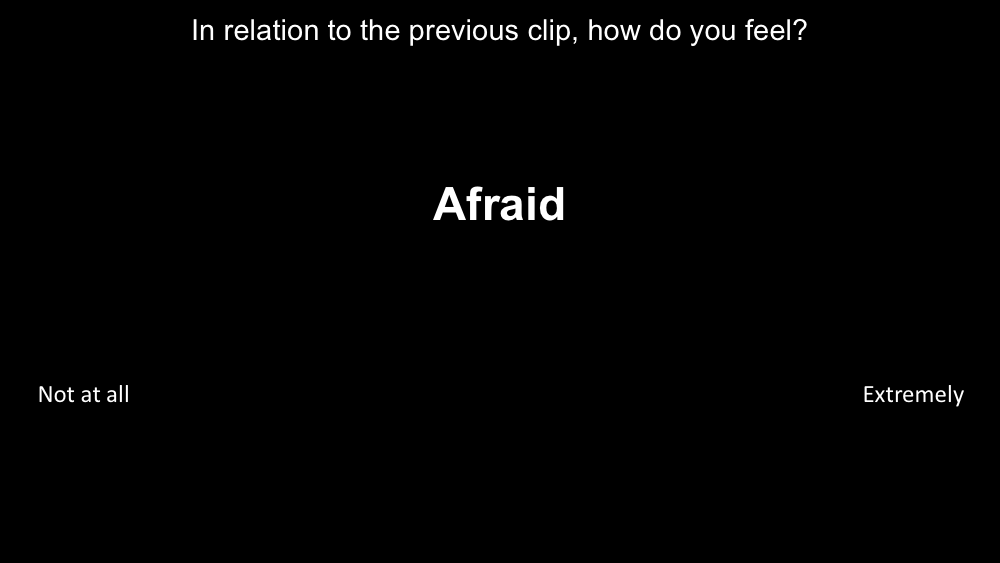 In relation to the previous clip, how do you feel?
Afraid
Not at all
Extremely